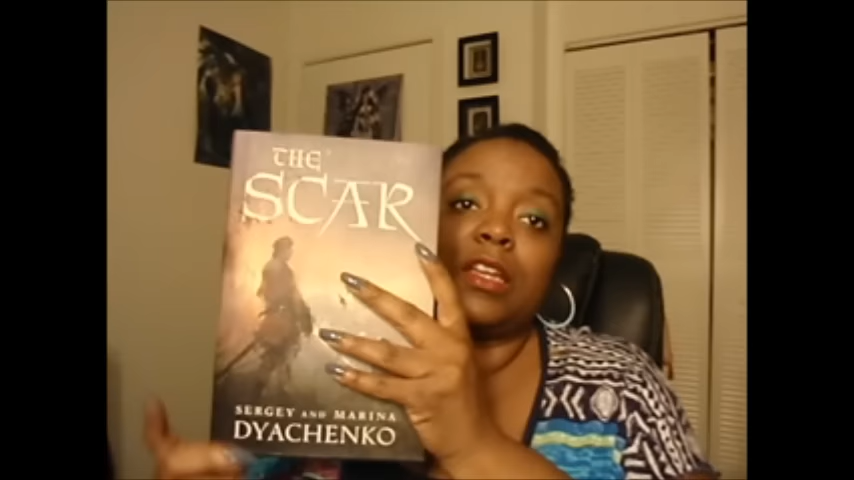 THE
SCAR
SERGEY AND MARINA
DYACHENKO